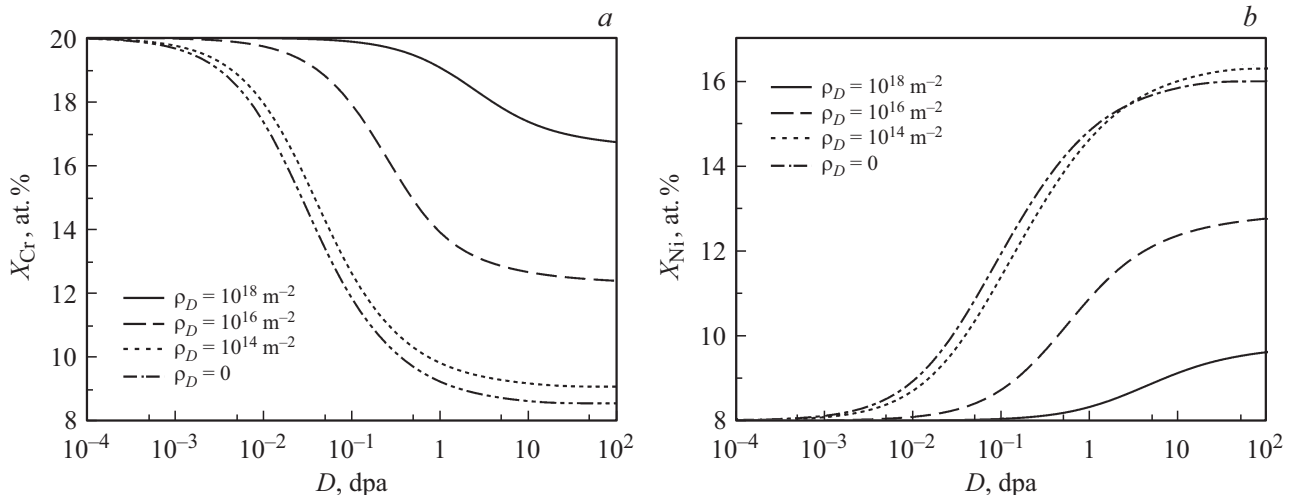 a
20
18
16
14
12
10
8
X_Cr, at. %
ρ_D = 10^18 m^−2
ρ_D = 10^16 m^−2
ρ_D = 10^14 m^−2
ρ_D = 0
10^−4 10^−3 10^−2 10^−1 1 10 10^2
D, dpa
b
16
14
12
10
8
X_Ni, at. %
ρ_D = 10^18 m^−2
ρ_D = 10^16 m^−2
ρ_D = 10^14 m^−2
ρ_D = 0
10^−4 10^−3 10^−2 10^−1 1 10 10^2
D, dpa